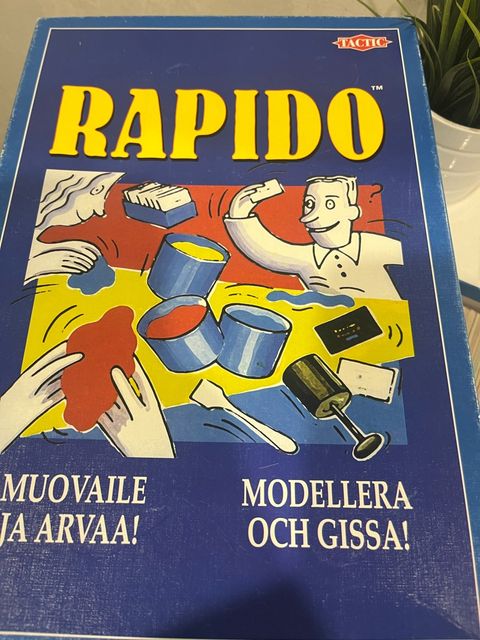 TACTIC
RAPIDO™
MUOVAILE
JA ARVAA!
MODELLERA
OCH GISSA!